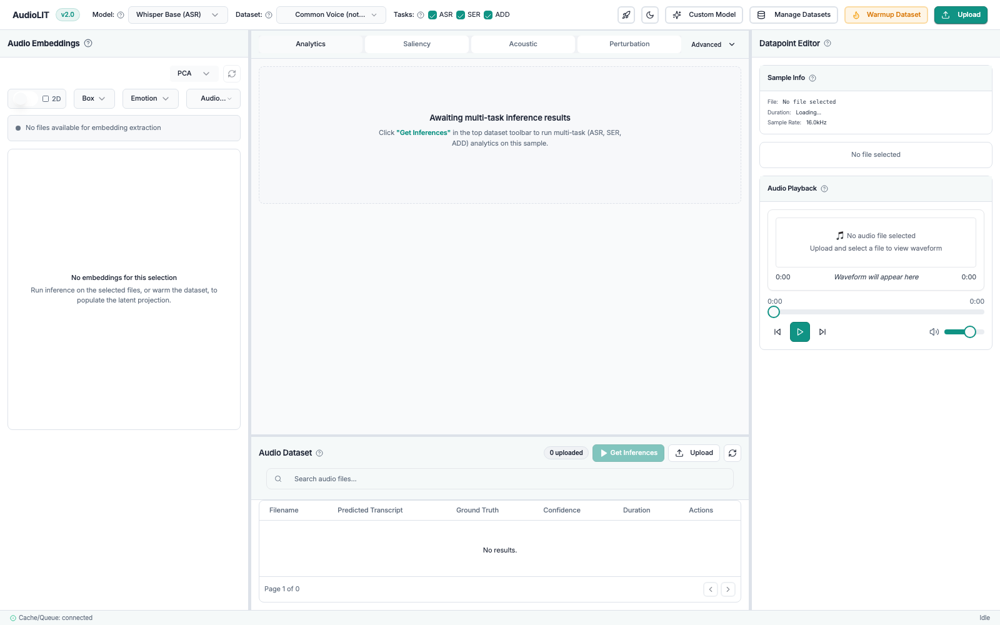 AudioLIT
v2.0
Model:
Whisper Base (ASR)
Dataset:
Common Voice (not...
Tasks:
ASR
SER
ADD
Custom Model
Manage Datasets
Warmup Dataset
Upload
Audio Embeddings
PCA
2D
Box
Emotion
Audio...
No files available for embedding extraction
No embeddings for this selection
Run inference on the selected files, or warm the dataset, to
populate the latent projection.
Analytics
Saliency
Acoustic
Perturbation
Advanced
Awaiting multi-task inference results
Click "Get Inferences" in the top dataset toolbar to run multi-task (ASR, SER,
ADD) analytics on this sample.
Audio Dataset
0 uploaded
Get Inferences
Upload
Search audio files...
Filename
Predicted Transcript
Ground Truth
Confidence
Duration
Actions
No results.
Page 1 of 0
Datapoint Editor
Sample Info
File: No file selected
Duration: Loading...
Sample Rate: 16.0kHz
No file selected
Audio Playback
No audio file selected
Upload and select a file to view waveform
0:00
Waveform will appear here
0:00
0:00
0:00
Cache/Queue: connected
Idle